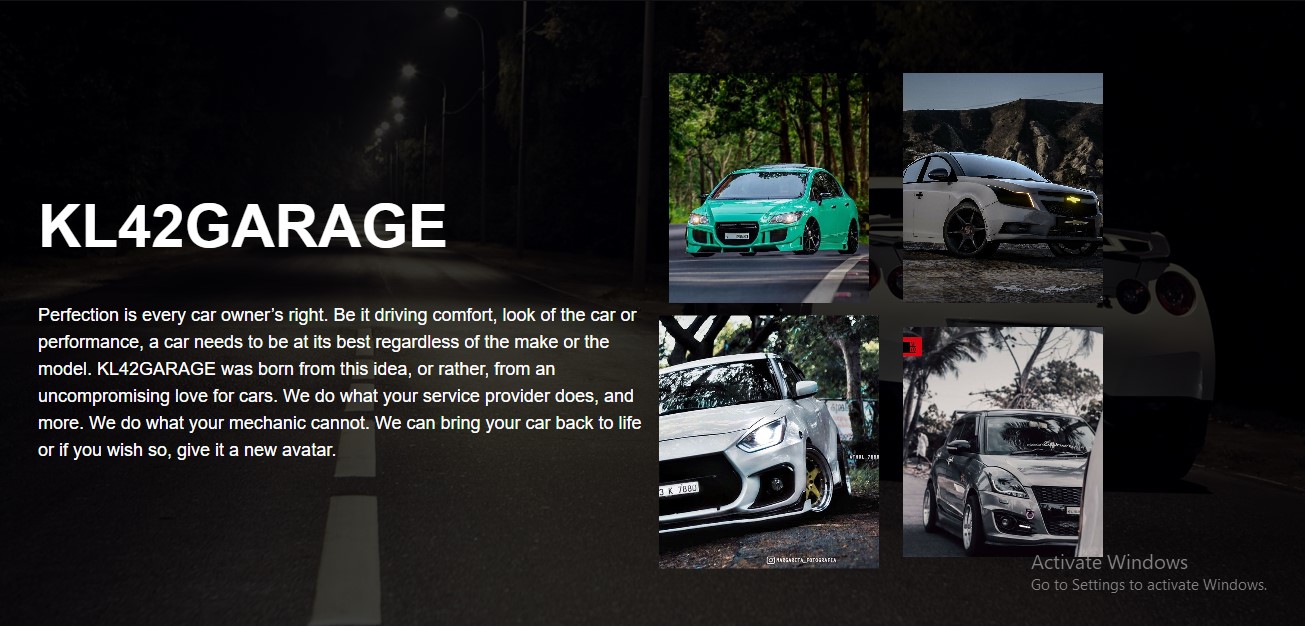 KL42GARAGE
Perfection is every car owner’s right. Be it driving comfort, look of the car or
performance, a car needs to be at its best regardless of the make or the
model. KL42GARAGE was born from this idea, or rather, from an
uncompromising love for cars. We do what your service provider does, and
more. We do what your mechanic cannot. We can bring your car back to life
or if you wish so, give it a new avatar.
3 K 7880
MARGARITA_FOTOGRAFIA
Activate Windows
Go to Settings to activate Windows.